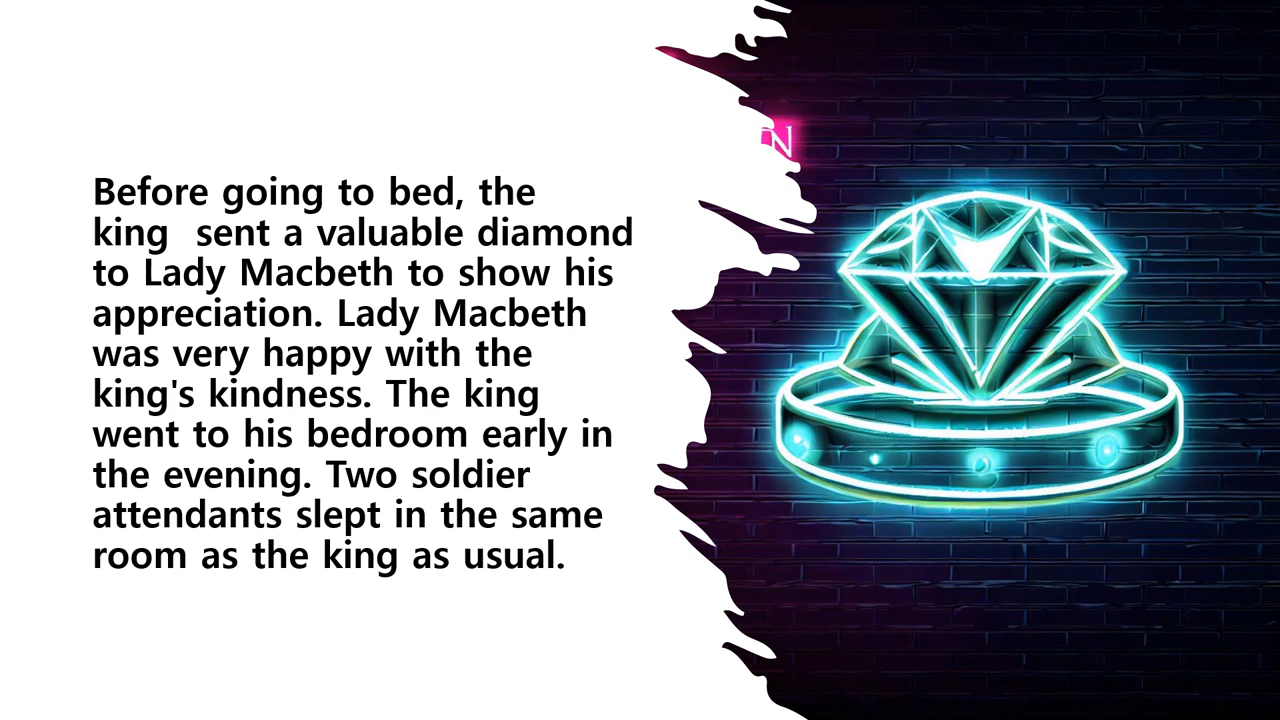 Before going to bed, the
king  sent a valuable diamond
to Lady Macbeth to show his
appreciation. Lady Macbeth
was very happy with the
king's kindness. The king
went to his bedroom early in
the evening. Two soldier
attendants slept in the same
room as the king as usual.
N